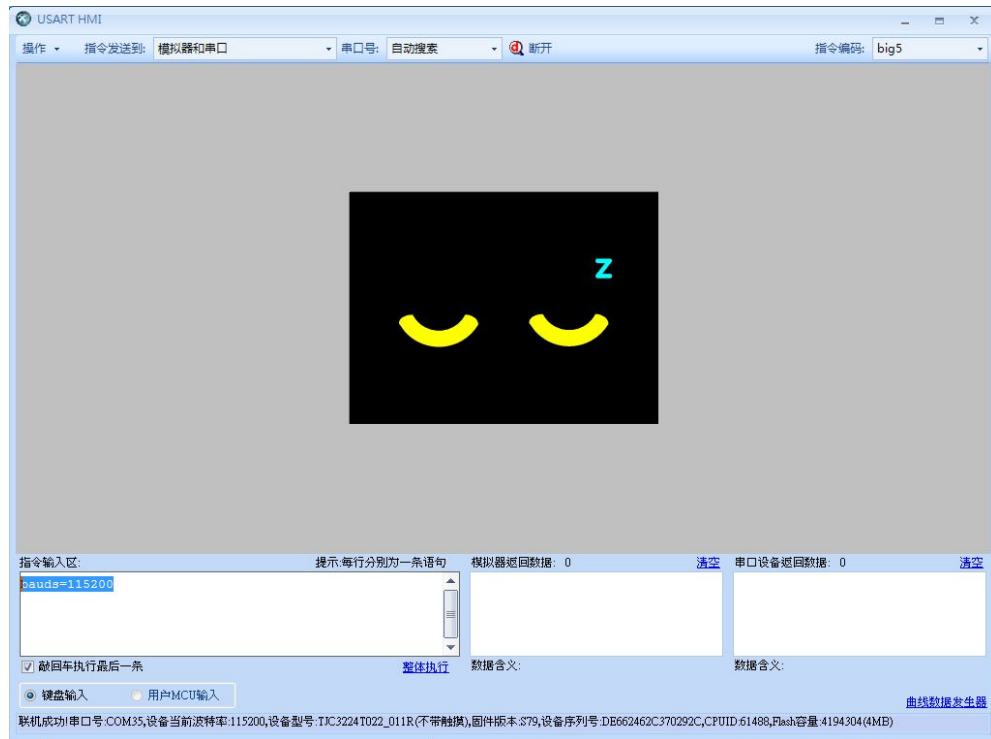 USART HMI
操作 指令发送到: 模拟器和串口 串口号: 自动搜索 断开 指令编码: big5
z
指令输入区: 提示:每行分别为一条语句 模拟器返回数据: 0 清空 串口设备返回数据: 0 清空
bauds=115200
敲回车执行最后一条 整体执行 数据含义: 数据含义:
键盘输入 用户MCU输入 曲线数据发生器
联机成功!串口号:COM35,设备当前波特率:115200,设备型号:TJC3224T022_011R(不带触摸),固件版本:S79,设备序列号:DE662462C370292C,CPUID:61488,Flash容量:4194304(4MB)